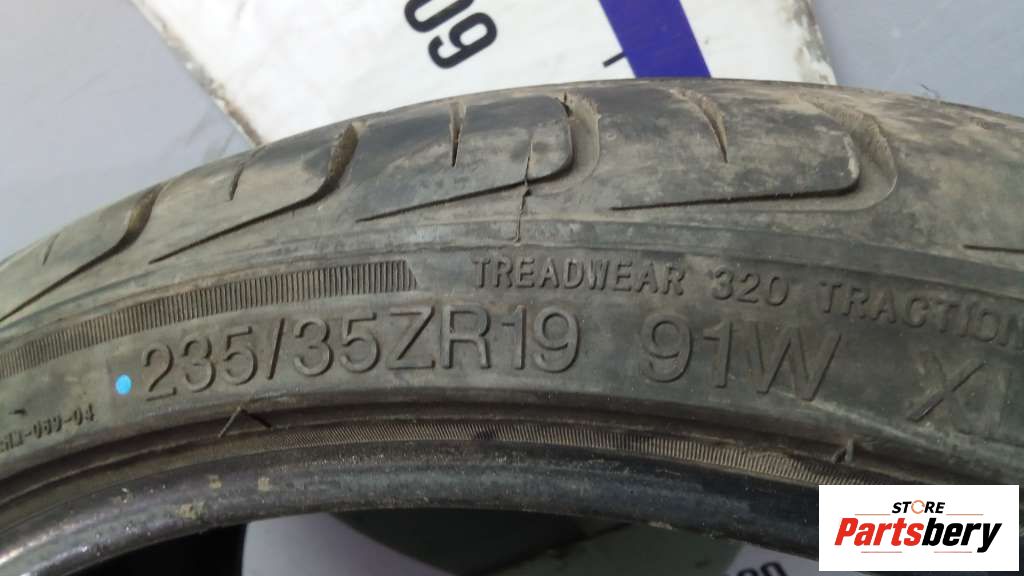 09
TREADWEAR 320 TRACTION
235/35ZR19 91W
STORE
Partsbery